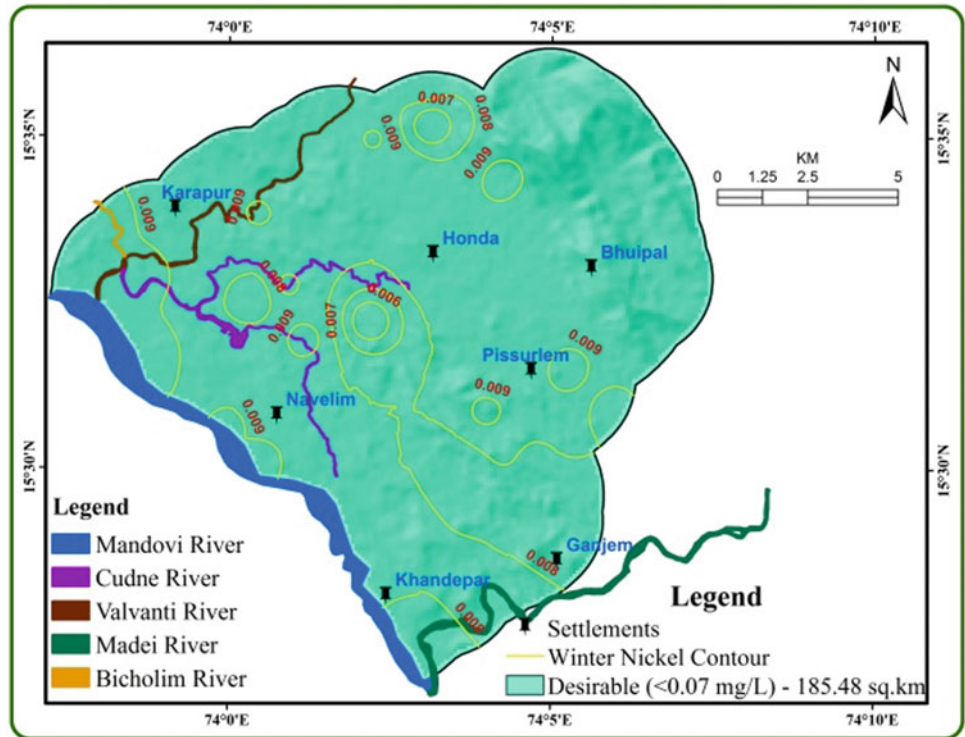 74°0'E 74°5'E 74°10'E
N
15°35'N 15°35'N
KM
0 1.25 2.5 5
0.007
0.008
0.009
0.009
Karapur
0.009
0.009
Honda
Bhuipal
0.008
0.006
0.007
0.009
0.009
Pissurlem
0.009
Navelim
0.009
15°30'N 15°30'N
Legend
Mandovi River
Cudne River
Valvanti River
Madei River
Bicholim River
Ganjem
0.008
Khandepar
Legend
Settlements
Winter Nickel Contour
Desirable (<0.07 mg/L) - 185.48 sq.km
74°0'E 74°5'E 74°10'E